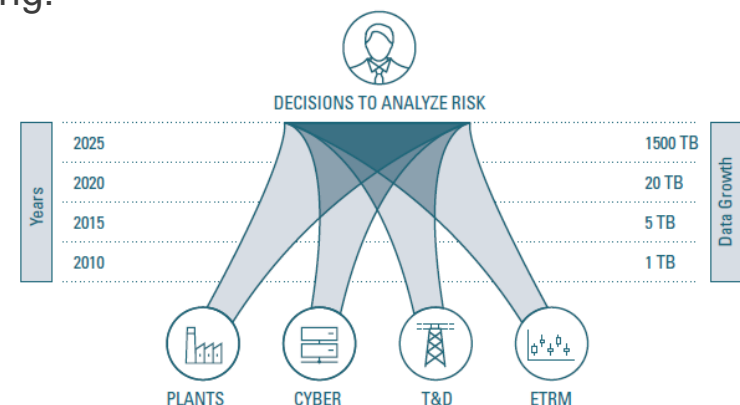 ng.
DECISIONS TO ANALYZE RISK
Years
2025 1500 TB
2020 20 TB
2015 5 TB
2010 1 TB
Data Growth
PLANTS CYBER T&D ETRM